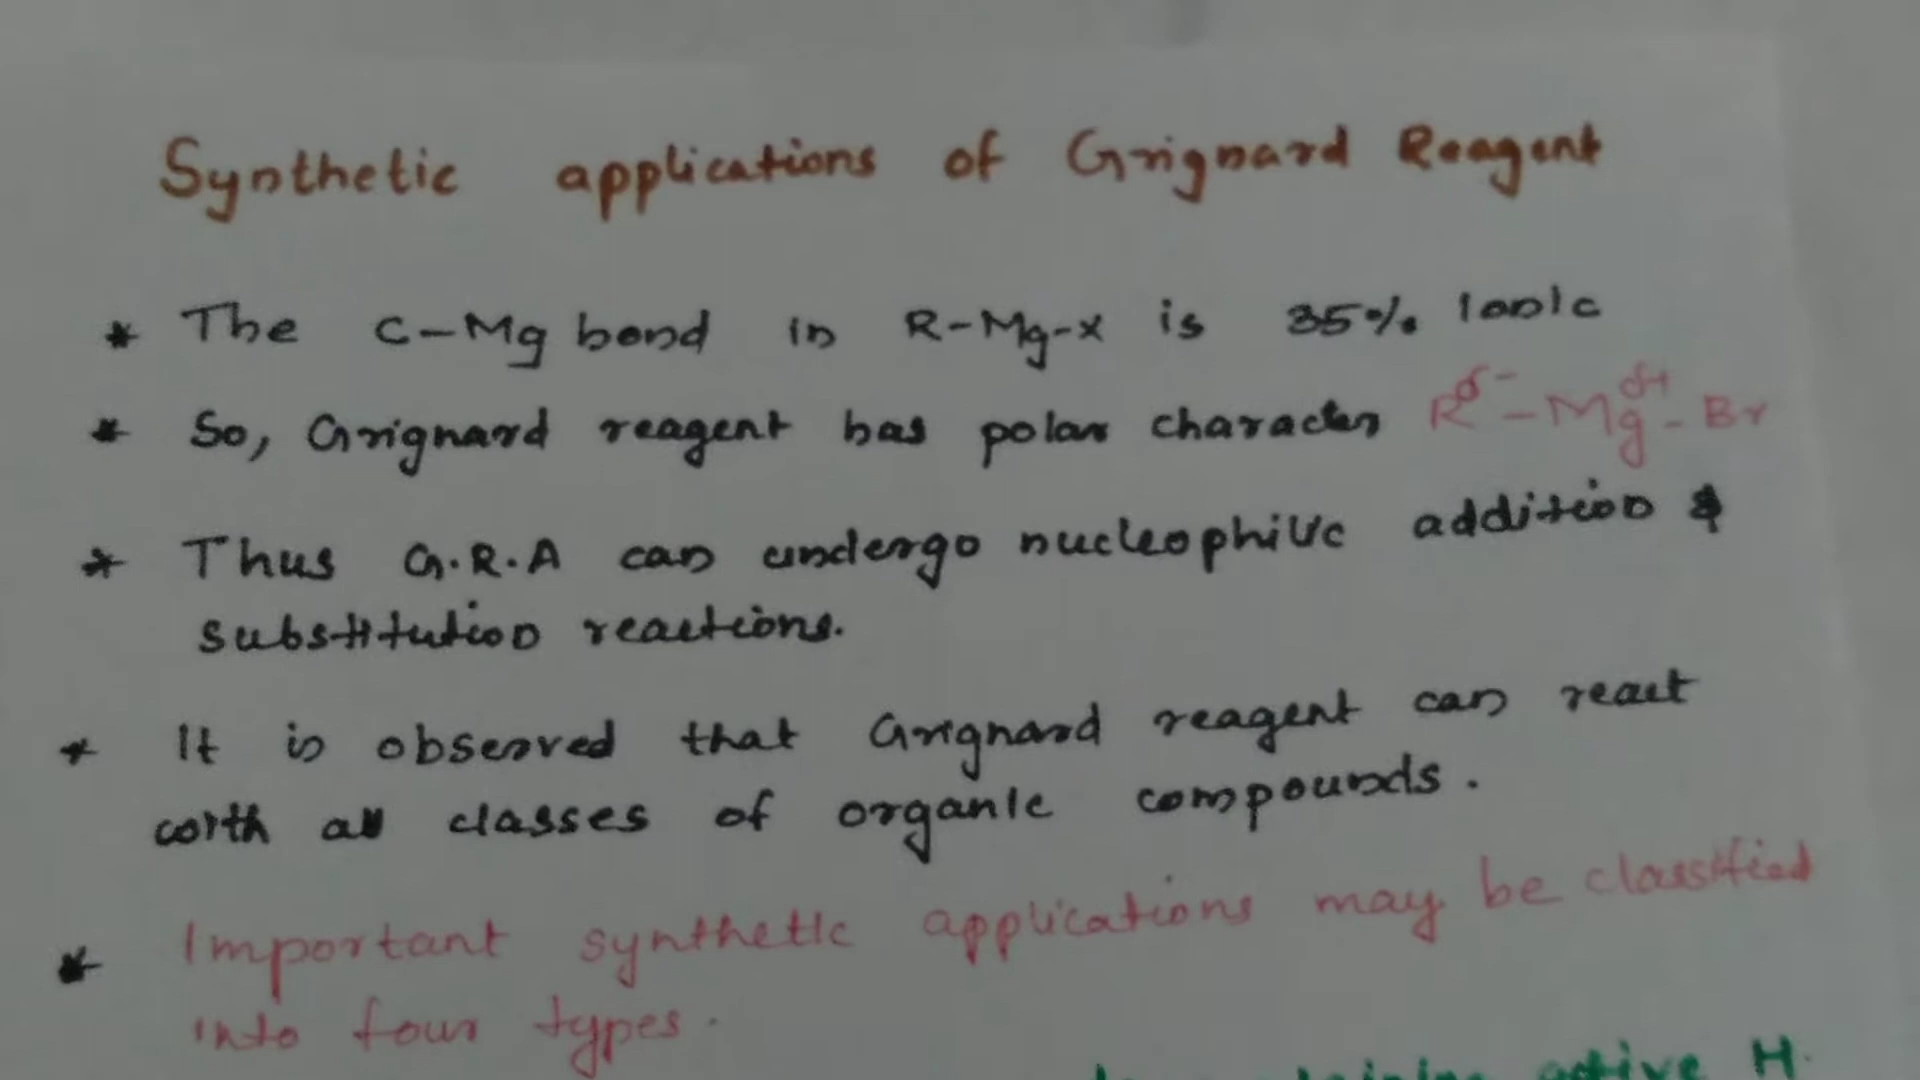 Synthetic applications of Grignard Reagent
* The C-Mg bond in R-Mg-X is 35% Ionic
* So, Grignard reagent has polar character R^δ- - Mg^δ+ - Br
* Thus G.R.A can undergo nucleophilic addition &
substitution reactions.
* It is observed that Grignard reagent can react
with all classes of organic compounds.
* Important synthetic applications may be classified
into four types.
active H.